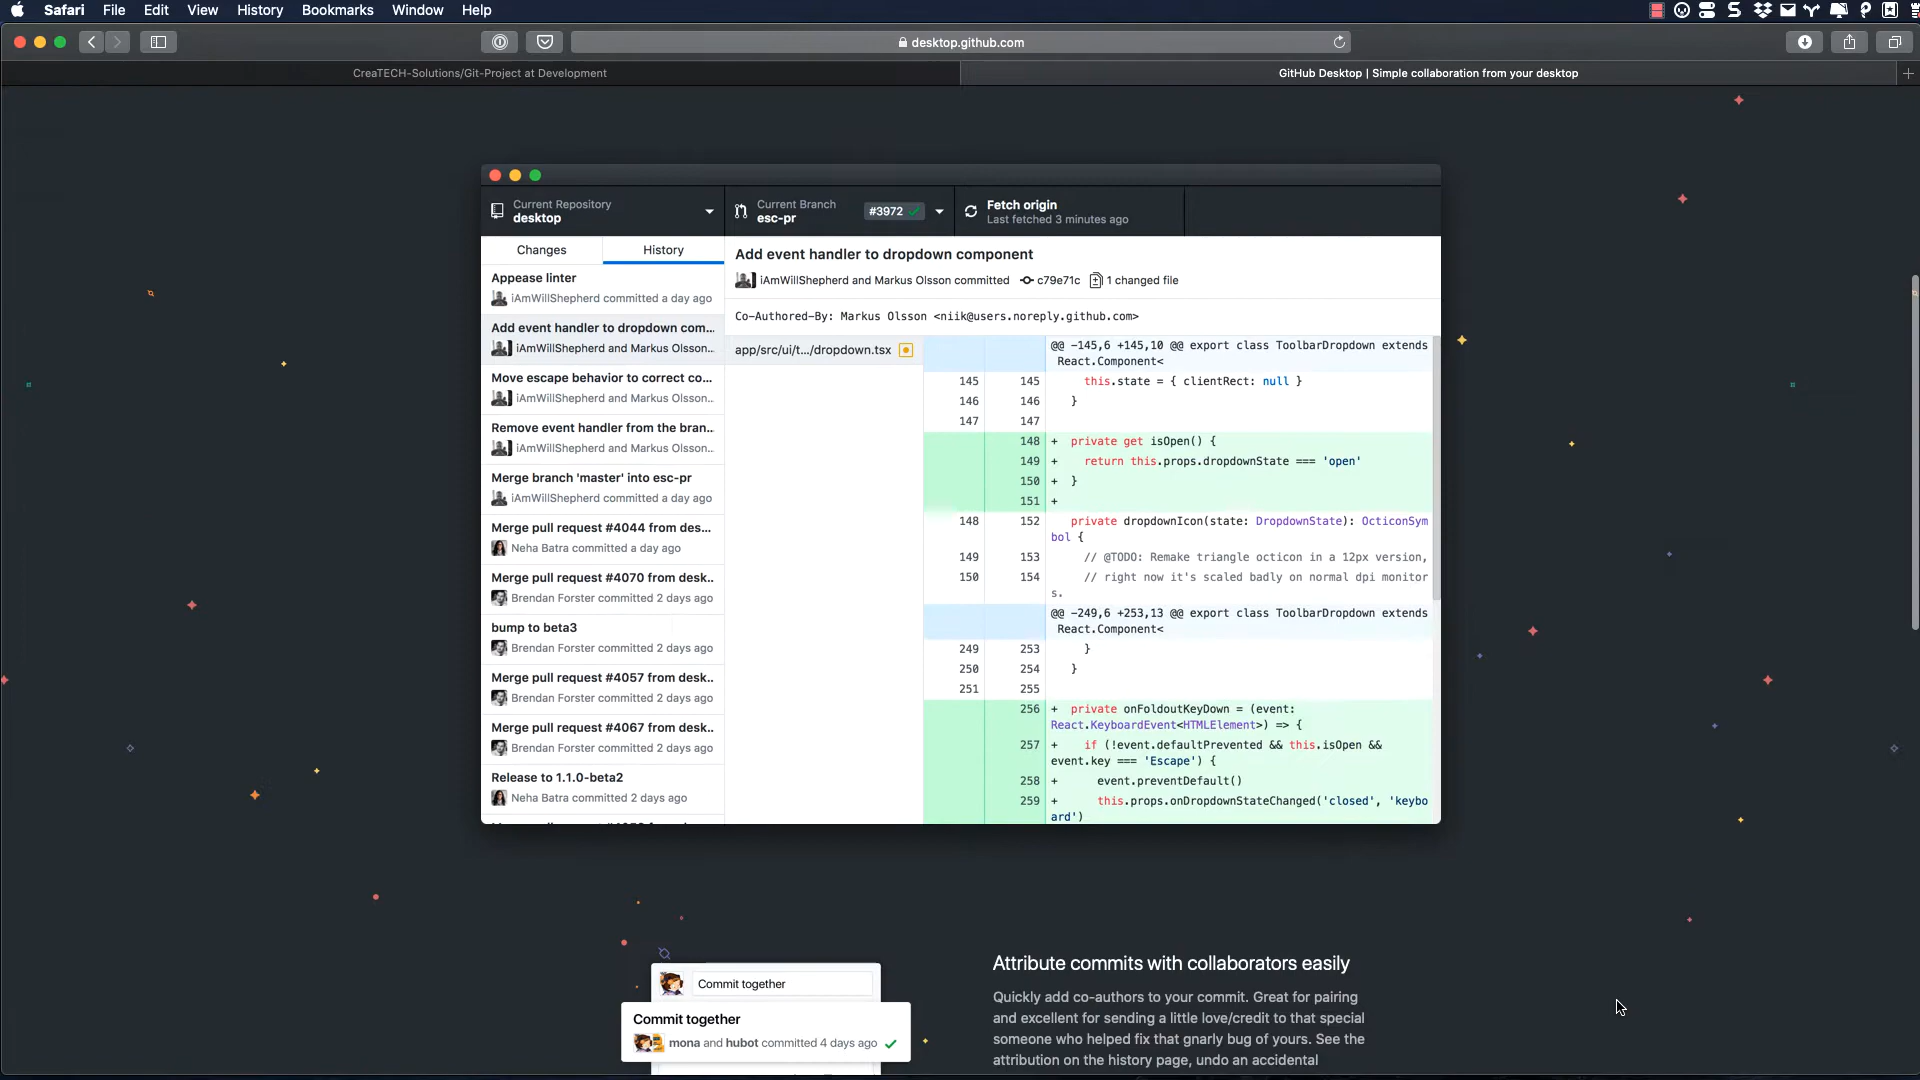 Safari File Edit View History Bookmarks Window Help
desktop.github.com
CreaTECH-Solutions/Git-Project at Development
GitHub Desktop | Simple collaboration from your desktop
Current Repository
desktop
Current Branch
esc-pr
#3972
Fetch origin
Last fetched 3 minutes ago
Changes
History
Appease linter
iAmWillShepherd committed a day ago
Add event handler to dropdown com...
iAmWillShepherd and Markus Olsson...
Move escape behavior to correct co...
iAmWillShepherd and Markus Olsson...
Remove event handler from the bran...
iAmWillShepherd and Markus Olsson...
Merge branch 'master' into esc-pr
iAmWillShepherd committed a day ago
Merge pull request #4044 from des...
Neha Batra committed a day ago
Merge pull request #4070 from desk...
Brendan Forster committed 2 days ago
bump to beta3
Brendan Forster committed 2 days ago
Merge pull request #4057 from desk...
Brendan Forster committed 2 days ago
Merge pull request #4067 from desk...
Brendan Forster committed 2 days ago
Release to 1.1.0-beta2
Neha Batra committed 2 days ago
Add event handler to dropdown component
iAmWillShepherd and Markus Olsson committed c79e71c 1 changed file
Co-Authored-By: Markus Olsson <niik@users.noreply.github.com>
app/src/ui/t.../dropdown.tsx
@@ -145,6 +145,10 @@ export class ToolbarDropdown extends
React.Component<
145 145 this.state = { clientRect: null }
146 146 }
147 147
148 + private get isOpen() {
149 + return this.props.dropdownState === 'open'
150 + }
151 +
148 152 private dropdownIcon(state: DropdownState): OcticonSym
bol {
149 153 // @TODO: Remake triangle octicon in a 12px version,
150 154 // right now it's scaled badly on normal dpi monitor
s.
@@ -249,6 +253,13 @@ export class ToolbarDropdown extends
React.Component<
249 253 }
250 254 }
251 255
256 + private onFoldoutKeyDown = (event:
React.KeyboardEvent<HTMLElement>) => {
257 + if (!event.defaultPrevented && this.isOpen &&
event.key === 'Escape') {
258 + event.preventDefault()
259 + this.props.onDropdownStateChanged('closed', 'keybo
ard')
Commit together
Commit together
mona and hubot committed 4 days ago
Attribute commits with collaborators easily
Quickly add co-authors to your commit. Great for pairing
and excellent for sending a little love/credit to that special
someone who helped fix that gnarly bug of yours. See the
attribution on the history page, undo an accidental